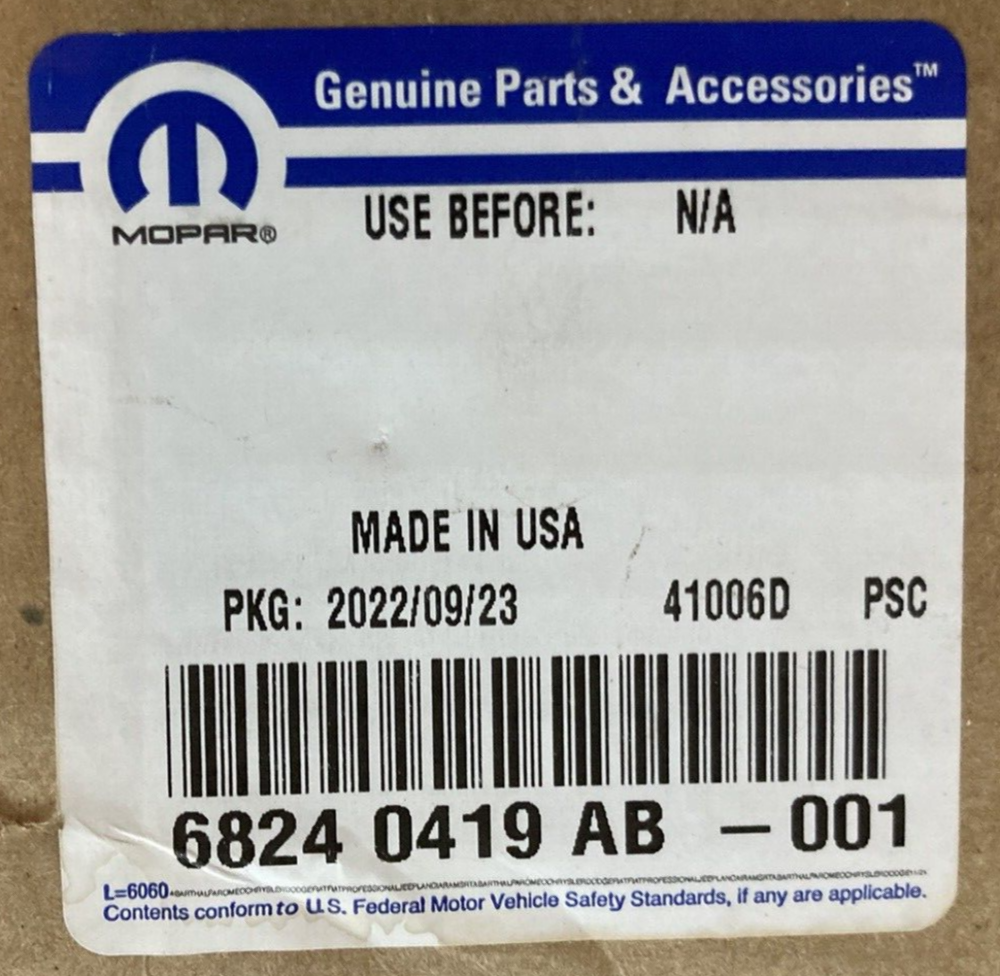 Genuine Parts & Accessories™
MOPAR®
USE BEFORE: N/A
MADE IN USA
PKG: 2022/09/23 41006D PSC
6824 0419 AB - 001
L=6060
Contents conform to U.S. Federal Motor Vehicle Safety Standards, if any are applicable.